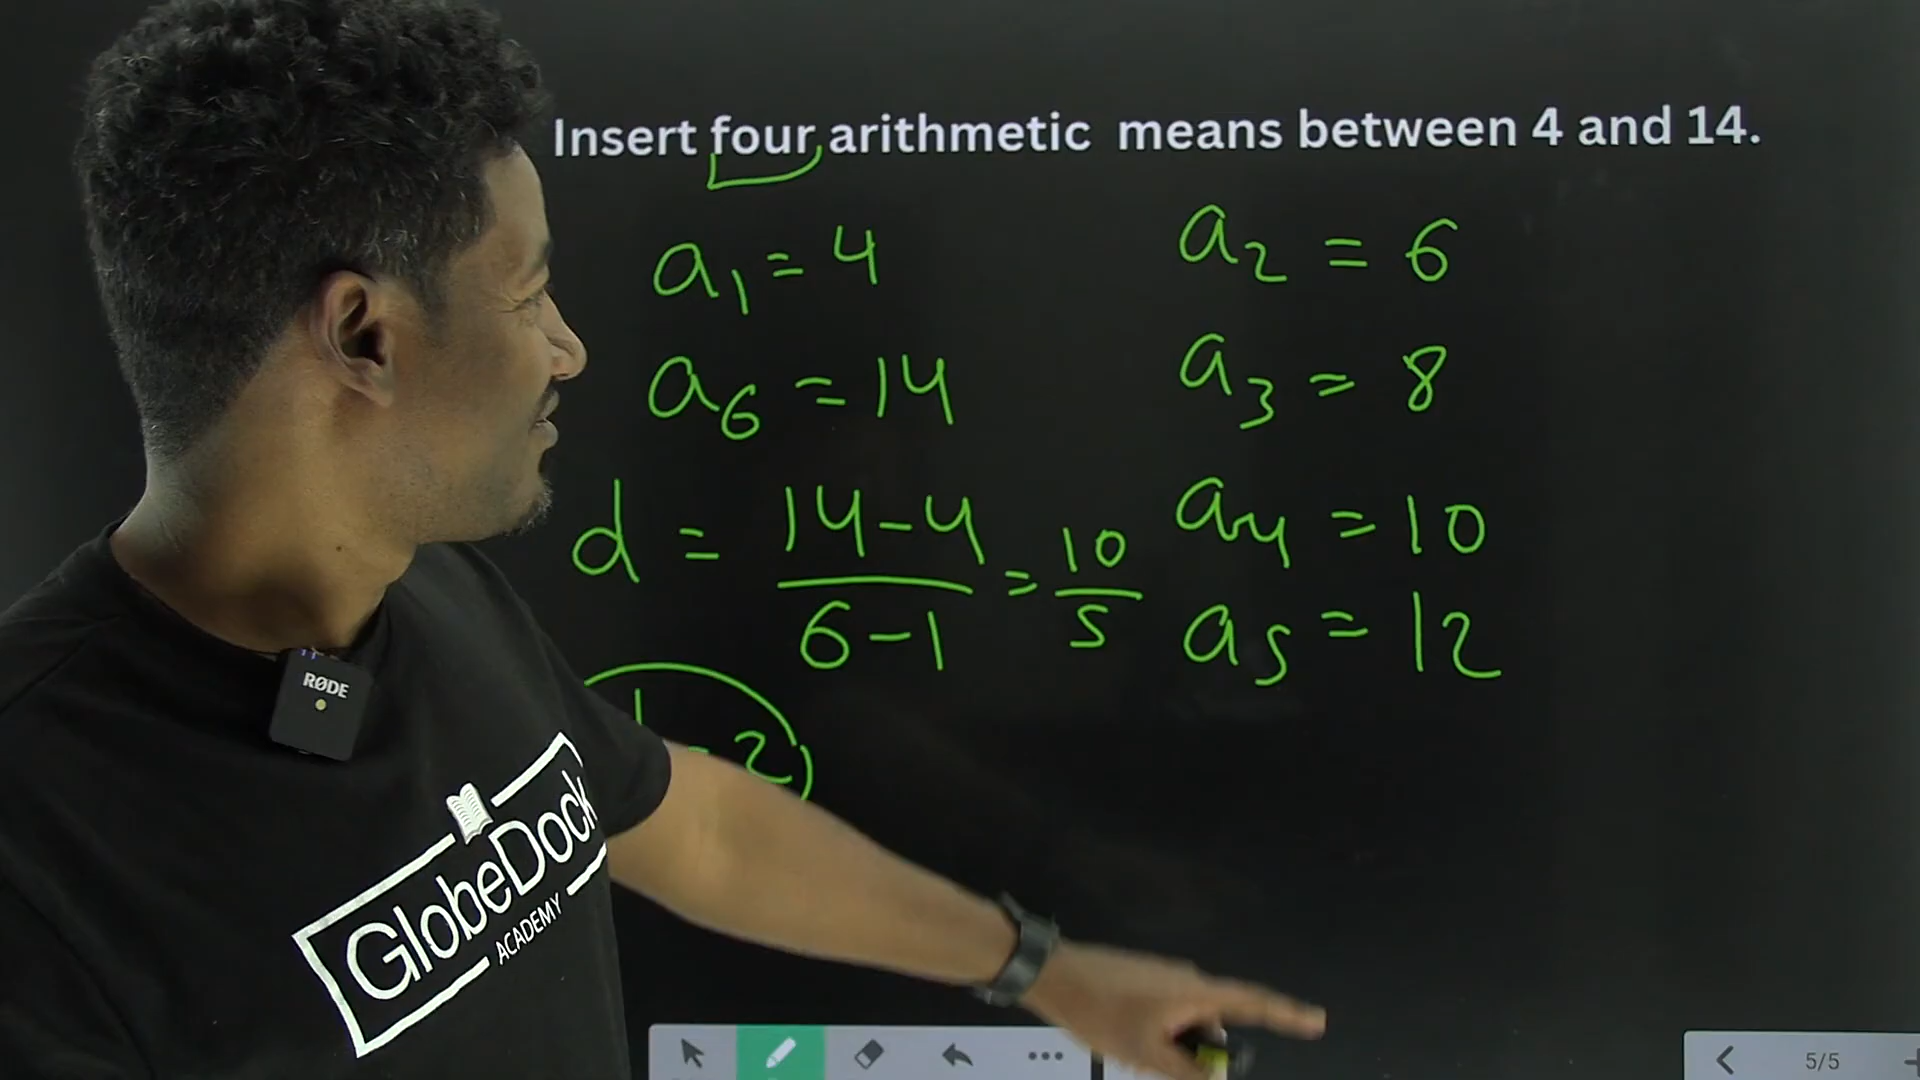 Insert four arithmetic means between 4 and 14.
a1 = 4
a6 = 14
d = 14-4 / 6-1 = 10 / 5
= 2
a2 = 6
a3 = 8
a4 = 10
a5 = 12
RØDE
GlobeDock
ACADEMY
5/5